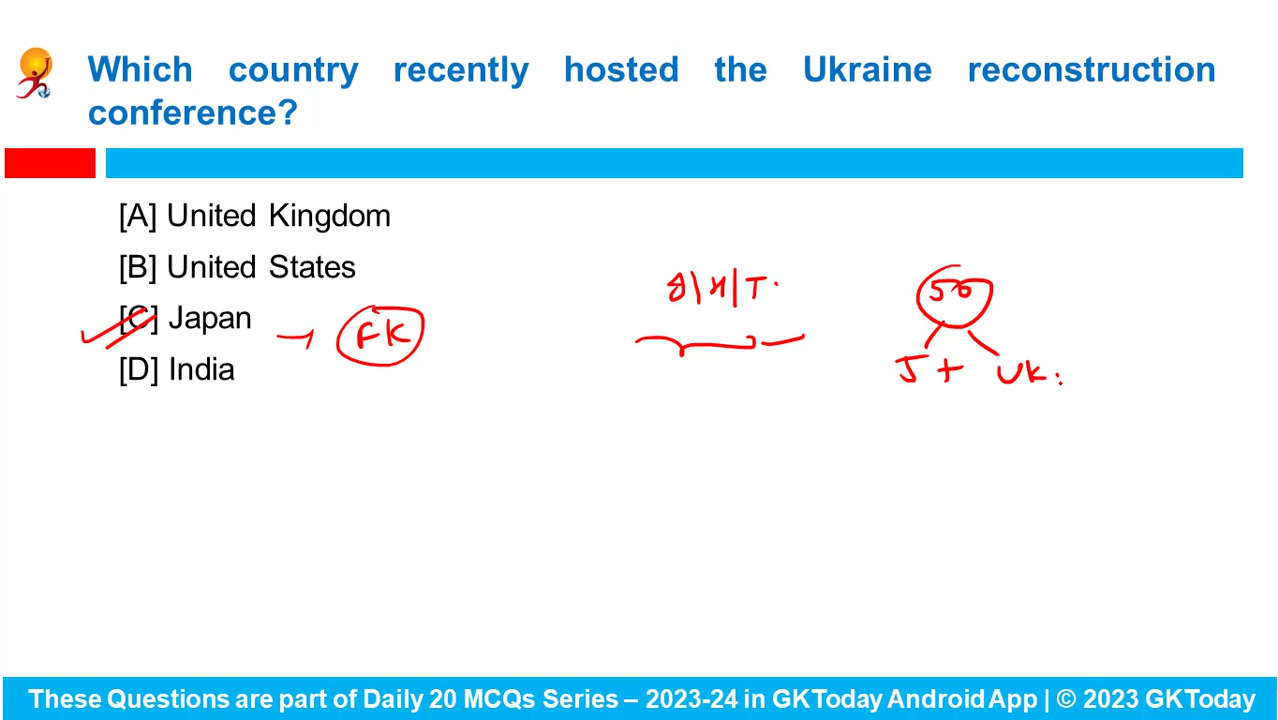 Which country recently hosted the Ukraine reconstruction
conference?
[A] United Kingdom
[B] United States
[C] Japan
[D] India
FK
56
J + UK
These Questions are part of Daily 20 MCQs Series – 2023-24 in GKToday Android App | © 2023 GKToday